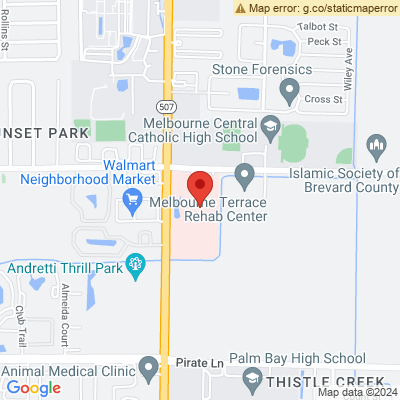 Map error: g.co/staticmaperror
Rollins St
Talbot St
Peck St
Wiley Ave
Stone Forensics
Cross St
507
Melbourne Central
Catholic High School
NSET PARK
Walmart
Neighborhood Market
Islamic Society of
Brevard County
Melbourne Terrace
Rehab Center
Andretti Thrill Park
Almeida Court
Club Trail
Pirate Ln
Palm Bay High School
Animal Medical Clinic
THISTLE CREEK
Google
Map data ©2024